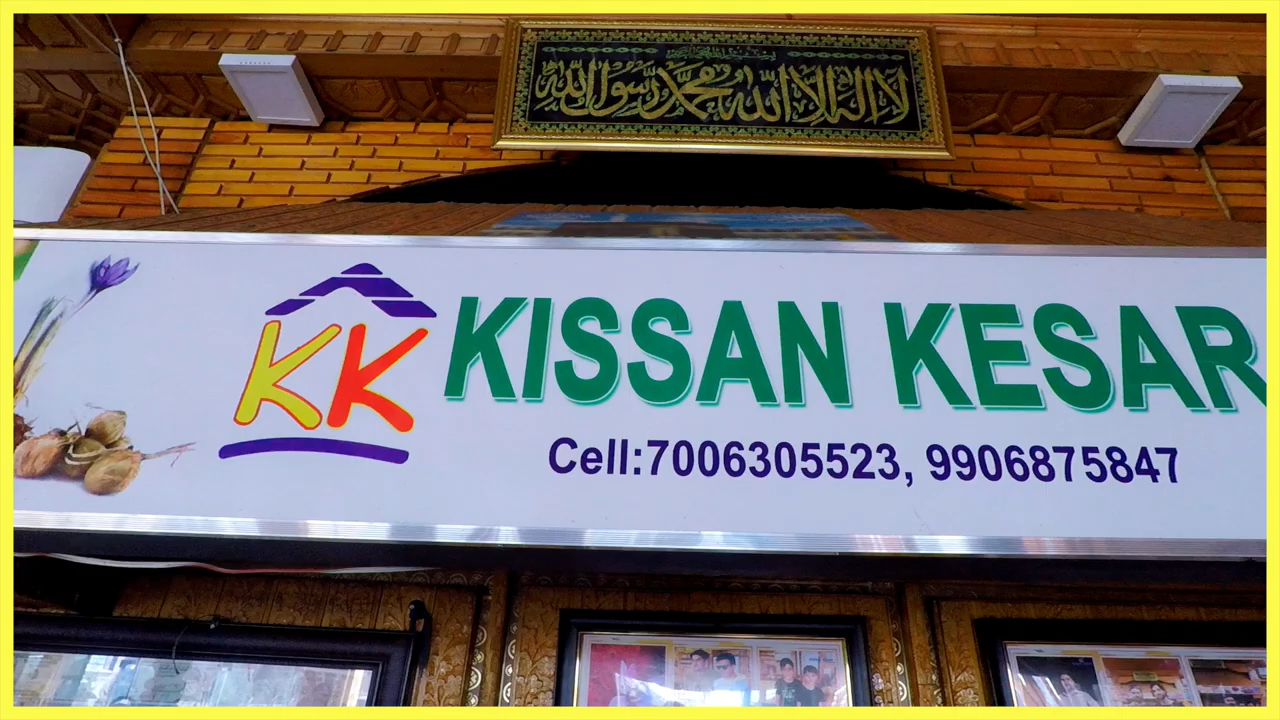 لا إله إلا الله محمد رسول الله
KK
KISSAN KESAR
Cell:7006305523, 9906875847